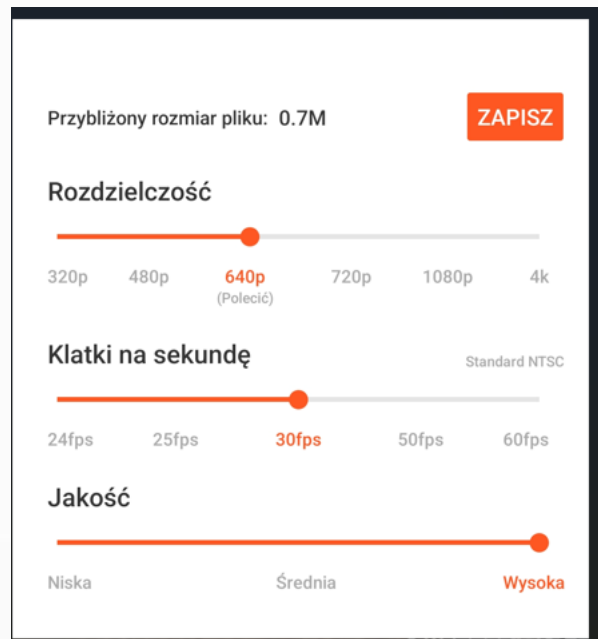 Przybliżony rozmiar pliku: 0.7M ZAPISZ
Rozdzielczość
320p 480p 640p 720p 1080p 4k
(Polecić)
Klatki na sekundę Standard NTSC
24fps 25fps 30fps 50fps 60fps
Jakość
Niska Średnia Wysoka